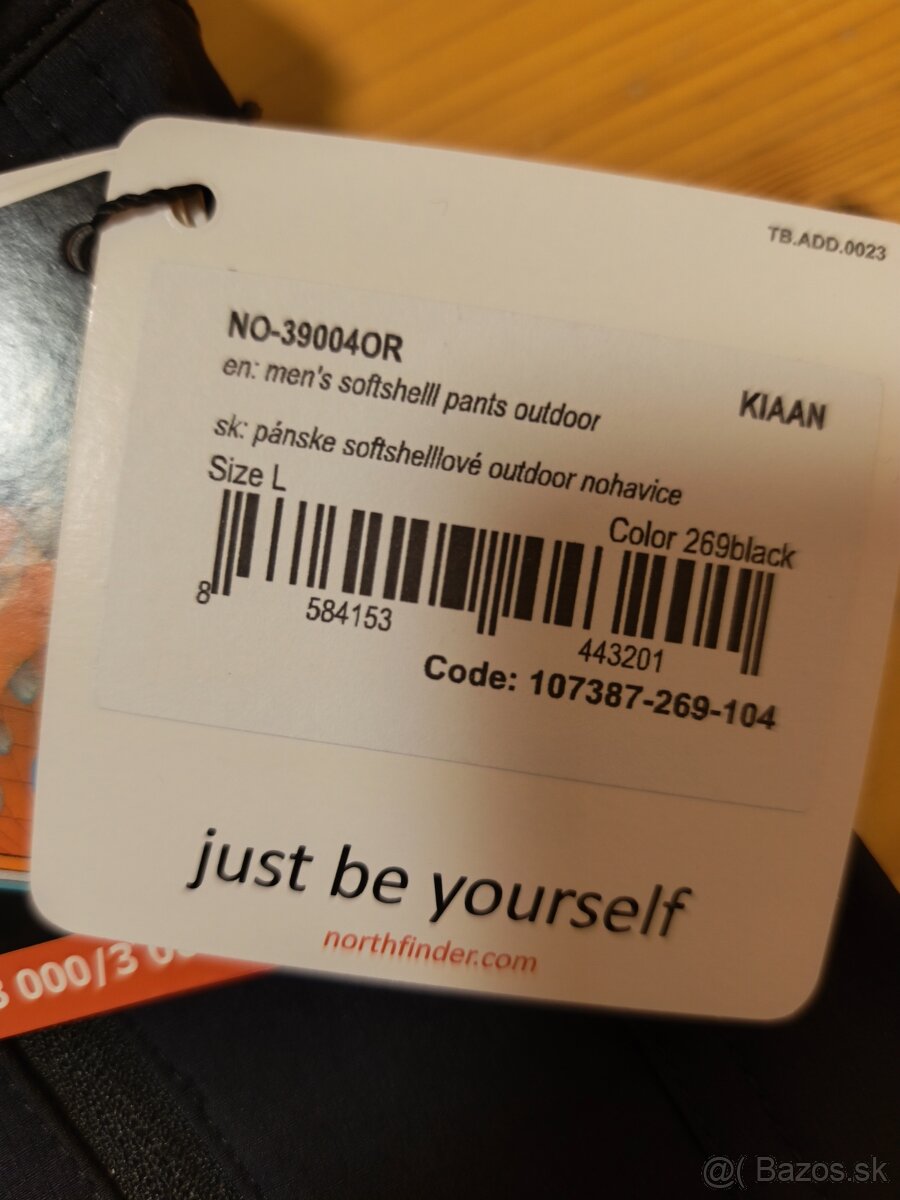 TB.ADD.0023
NO-39004OR
en: men's softshelll pants outdoor
KIAAN
sk: pánske softshelllové outdoor nohavice
Size L
Color 269black
8 584153 443201
Code: 107387-269-104
just be yourself
northfinder.com
000/3
@( Bazos.sk